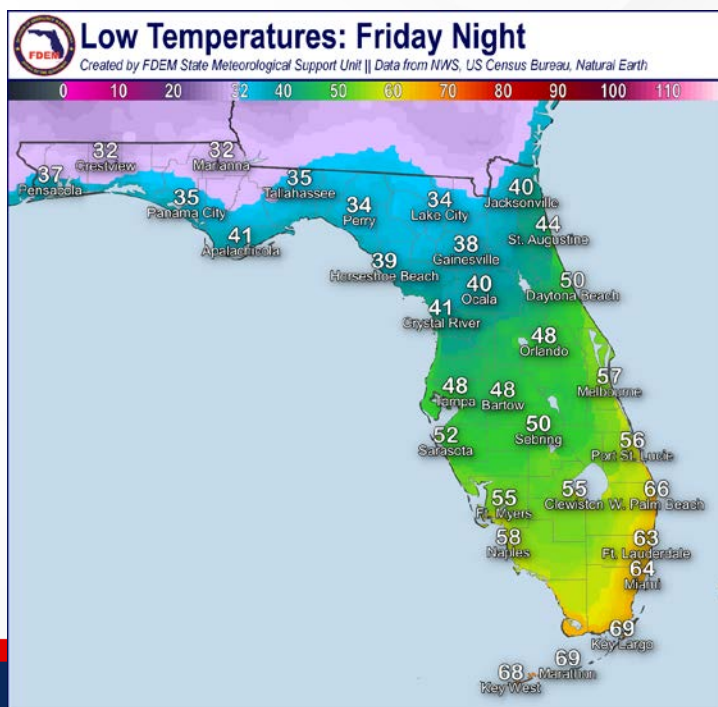 FDEM
Low Temperatures: Friday Night
Created by FDEM State Meteorological Support Unit || Data from NWS, US Census Bureau, Natural Earth
0 10 20 32 40 50 60 70 80 90 100 110
32 32
Crestview Marianna
37
Pensacola
35
Panama City
35
Tallahassee
34
Perry
34
Lake City
40
Jacksonville
41
Apalachicola
44
St. Augustine
38
Gainesville
39
Horseshoe Beach
40
Ocala
50
Daytona Beach
41
Crystal River
48
Orlando
57
Melbourne
48
Tampa
48
Bartow
52
Sarasota
50
Sebring
56
Port St. Lucie
55
Ft. Myers
55
Clewiston
66
W. Palm Beach
58
Naples
63
Ft. Lauderdale
64
Miami
69
Key Largo
69
Marathon
68
Key West